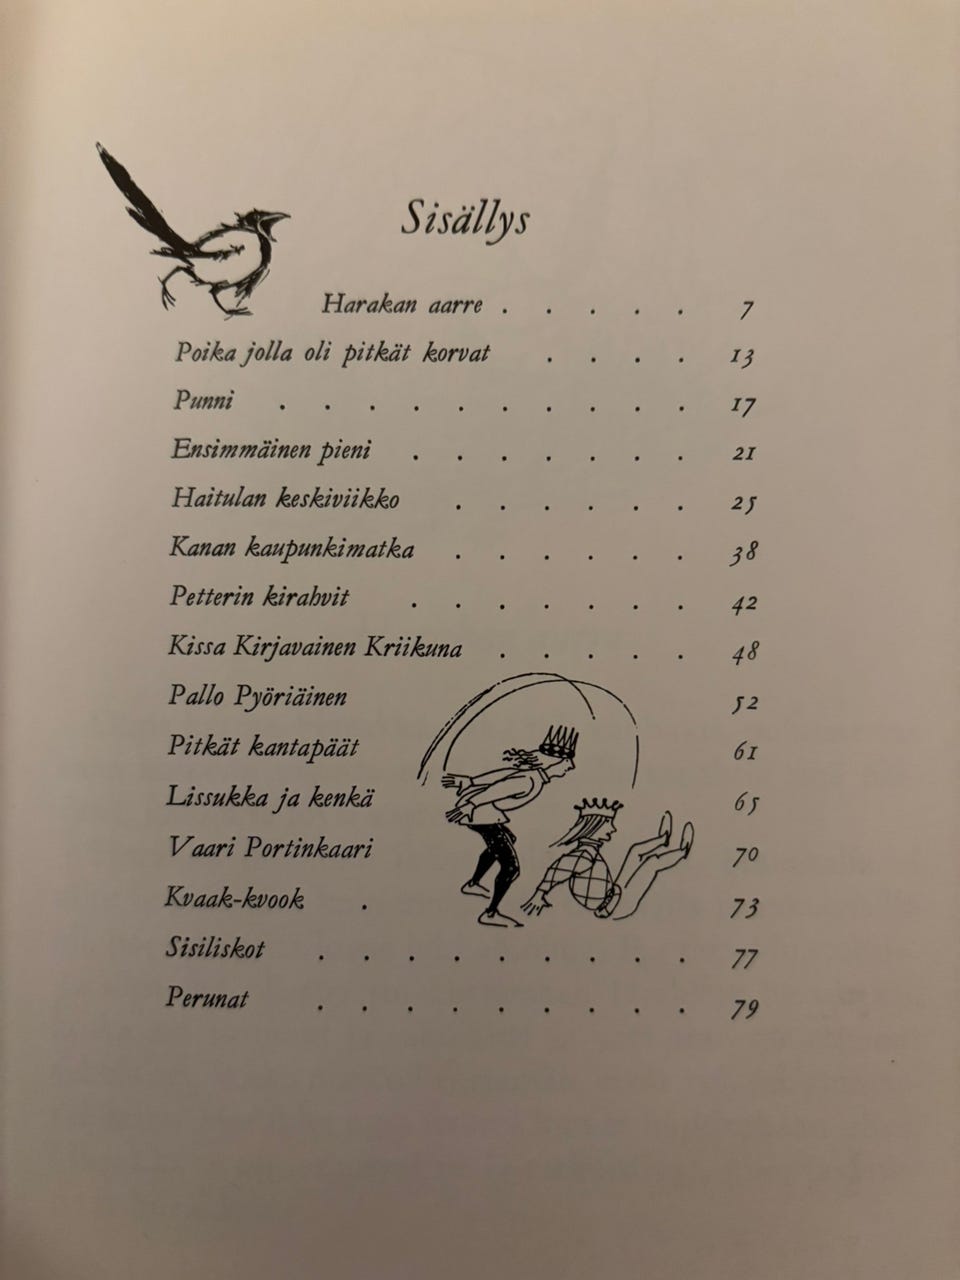 Sisällys
Harakan aarre . . . . . 7
Poika jolla oli pitkät korvat . . . . 13
Punni . . . . . . . . . . 17
Ensimmäinen pieni . . . . . . . 21
Haitulan keskiviikko . . . . . . 25
Kanan kaupunkimatka . . . . . . 38
Petterin kirahvit . . . . . . . 42
Kissa Kirjavainen Kriikuna . . . . . 48
Pallo Pyöriäinen 52
Pitkät kantapäät 61
Lissukka ja kenkä 65
Vaari Portinkaari 70
Kvaak-kvook . 73
Sisiliskot . . . . . . . . . 77
Perunat . . . . . . . . . 79